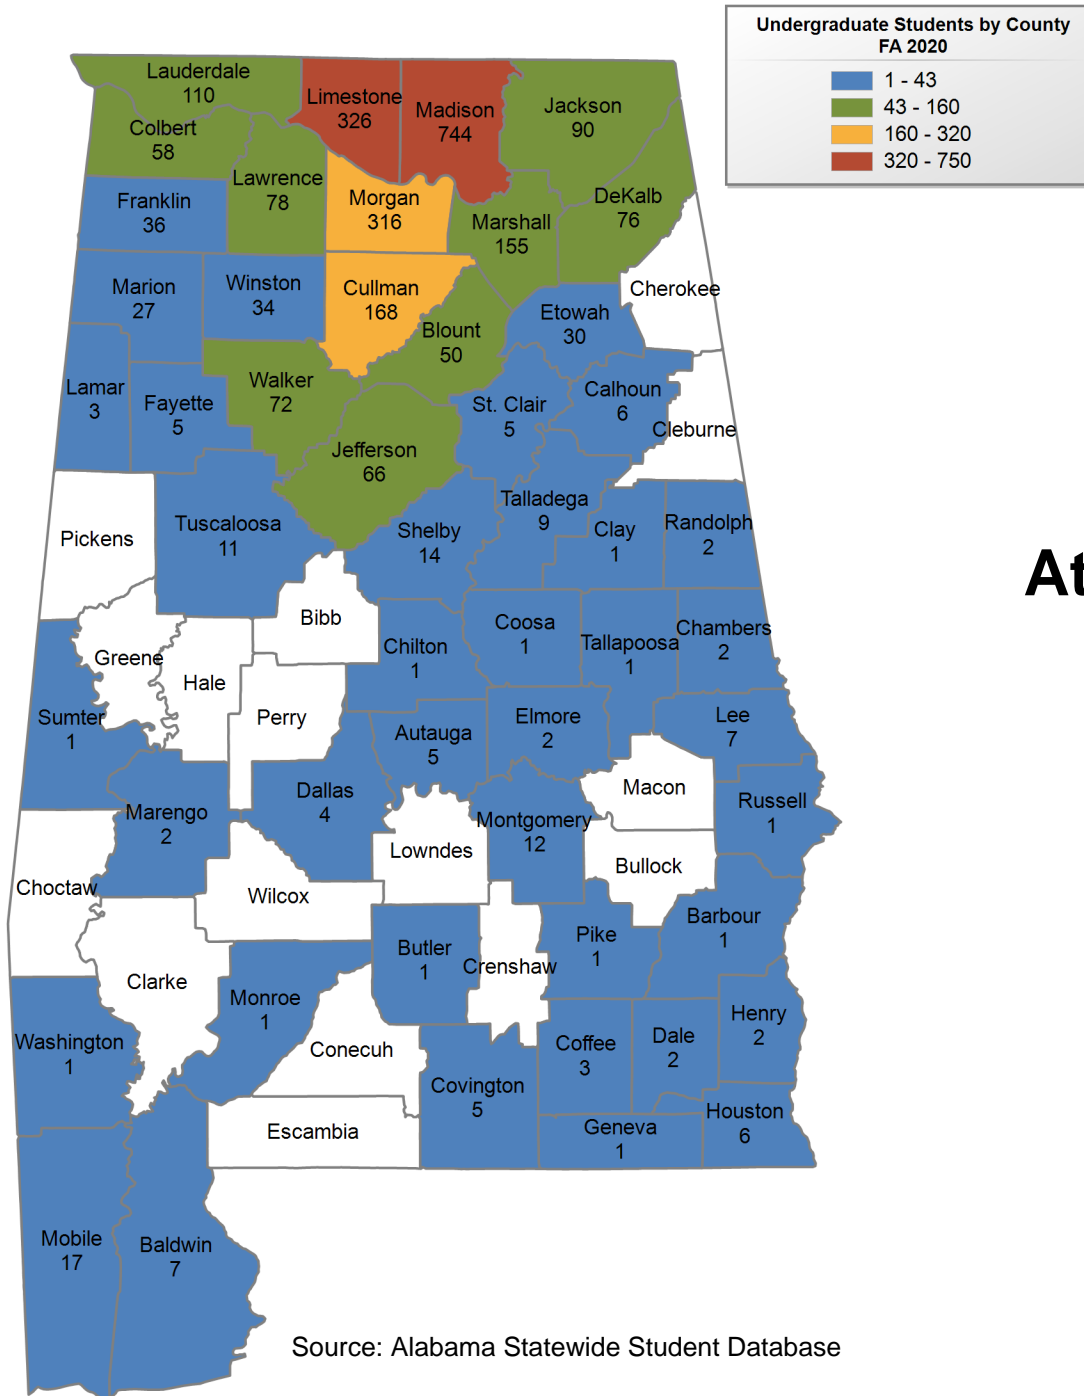 Undergraduate Students by County
FA 2020
1 - 43
43 - 160
160 - 320
320 - 750
Lauderdale
110
Limestone
326
Madison
744
Jackson
90
Colbert
58
Lawrence
78
Franklin
36
Morgan
316
Marshall
155
DeKalb
76
Marion
27
Winston
34
Cullman
168
Cherokee
Etowah
30
Blount
50
Lamar
3
Fayette
5
Walker
72
St. Clair
5
Calhoun
6
Cleburne
Jefferson
66
Pickens
Tuscaloosa
11
Shelby
14
Talladega
9
Clay
1
Randolph
2
At
Bibb
Greene
Hale
Chilton
1
Coosa
1
Tallapoosa
1
Chambers
2
Sumter
1
Perry
Autauga
5
Elmore
2
Lee
7
Marengo
2
Dallas
4
Lowndes
Montgomery
12
Macon
Russell
1
Choctaw
Wilcox
Bullock
Butler
1
Crenshaw
Pike
1
Barbour
1
Clarke
Monroe
1
Washington
1
Conecuh
Covington
5
Coffee
3
Dale
2
Henry
2
Escambia
Geneva
1
Houston
6
Mobile
17
Baldwin
7
Source: Alabama Statewide Student Database